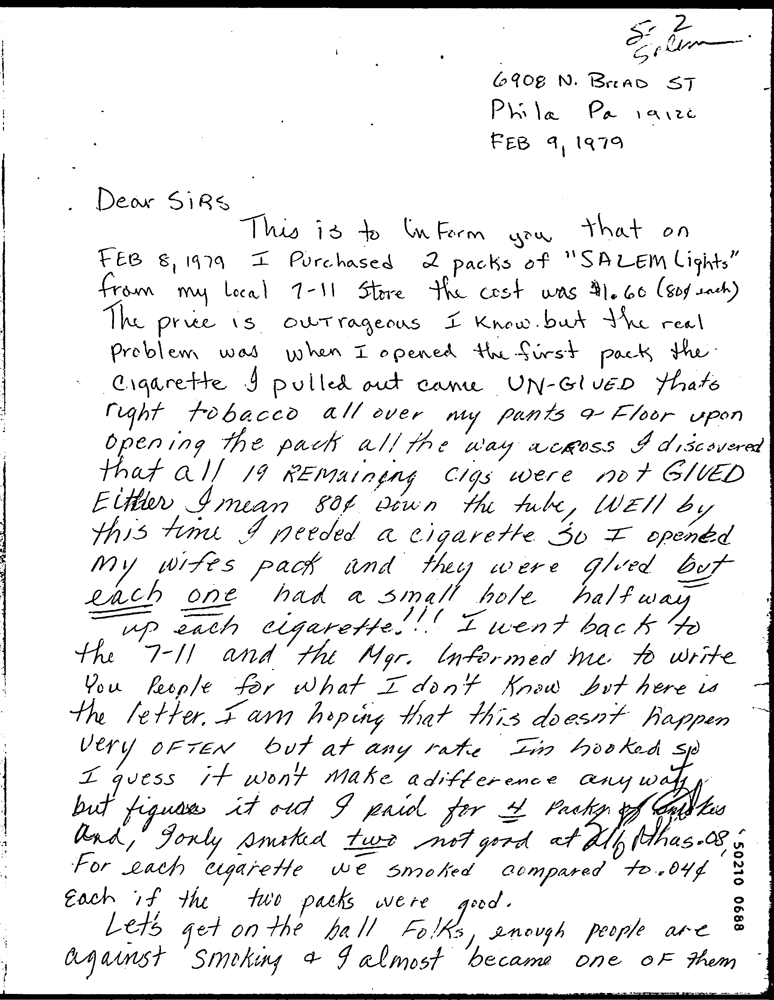 5-2
Salem
6908 N. Broad ST
Phila Pa
FEB 9, 1979
Dear SiRS
This is to inform you that on
FEB 8, 1979 I Purchased 2 packs of "SALEM Lights"
from my Local 7-11 Store the cost was $1.60 (80¢ each)
The price is outrageous I Know. but the real
problem was when I opened the first pack the
cigarette I pulled out came UN-GlUED thats
right tobacco all over my pants & Floor upon
opening the pack all the way across I discovered
that all 19 REMaining cigs were not GlUED
Either I mean 80¢ Down the tube, WEll by
this time I needed a cigarette So I opened
My wifes pack and they were glued but
each one had a small hole halfway
up each cigarette!!! I went back to
the 7-11 and the Mgr. Informed me to write
You People for what I don't Know but here is
the letter. I am hoping that this doesnt happen
very OFTEN but at any rate Im hooked so
I guess it won't make a difference anyway
but figure it out I paid for 4 Packs of
And, I only smoked two not good at .08
For each cigarette we smoked compared to .04¢
Each if the two packs were good.
Let's get on the ball Folks, enough people are
against smoking & I almost became one of them
50210 0688